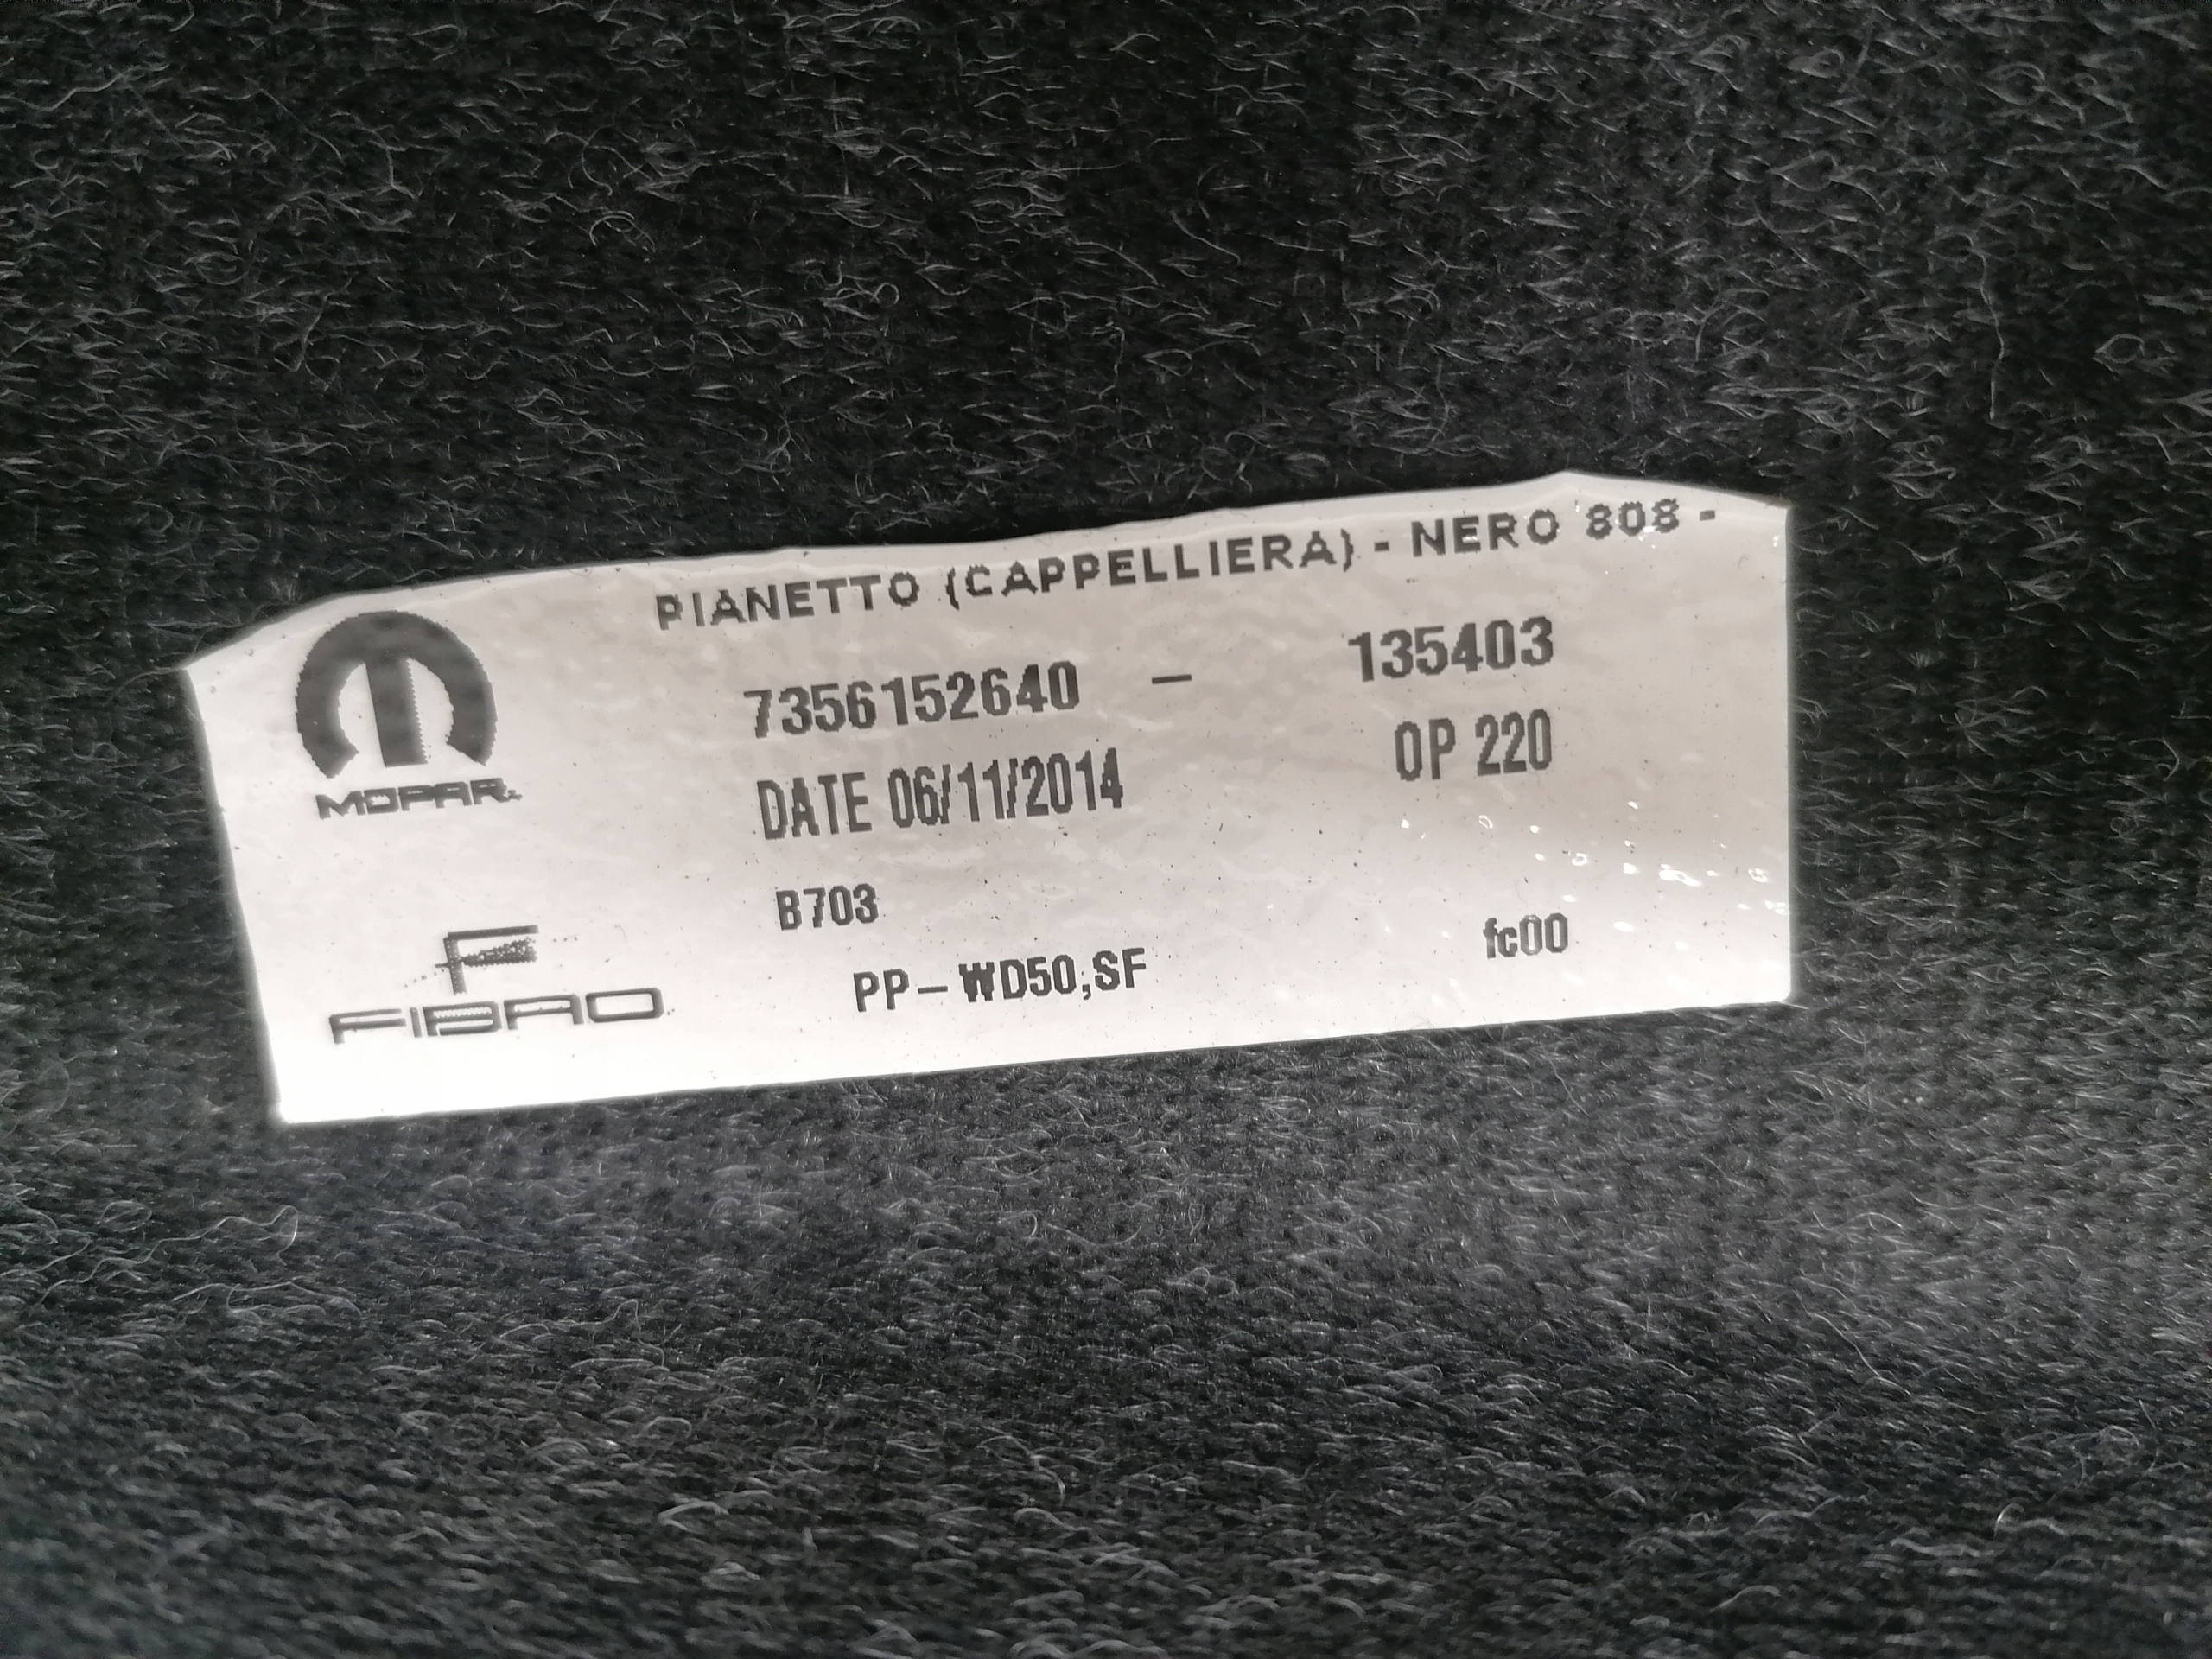 PIANETTO (CAPPELLIERA) - NERO 808 -
7356152640 - 135403
DATE 06/11/2014 OP 220
MOPAR
B703
PP-WD50,SF fc00
F
FIBRO